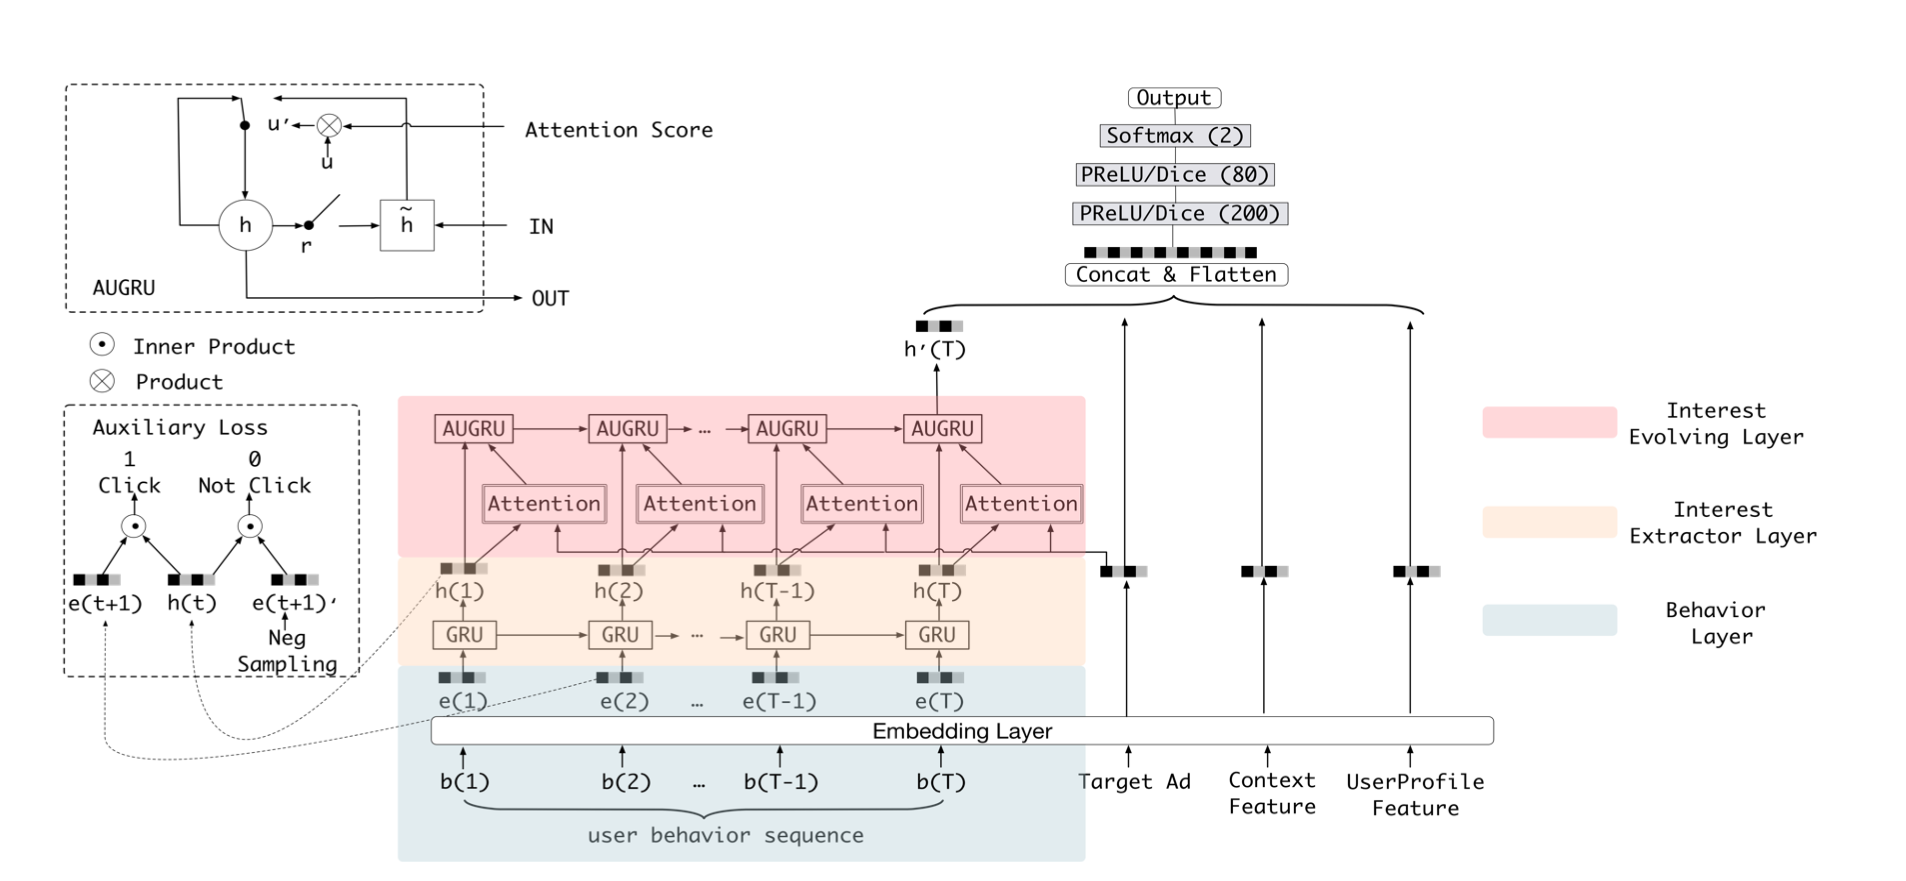 Output
Softmax (2)
PReLU/Dice (80)
PReLU/Dice (200)
Concat & Flatten
u′
u
Attention Score
h
r
h̃
IN
AUGRU
OUT
Inner Product
Product
h′(T)
Auxiliary Loss
1
0
Click
Not Click
e(t+1)
h(t)
e(t+1)′
Neg
Sampling
AUGRU
AUGRU
...
AUGRU
AUGRU
Attention
Attention
Attention
Attention
h(1)
h(2)
h(T-1)
h(T)
GRU
GRU
...
GRU
GRU
e(1)
e(2)
...
e(T-1)
e(T)
Embedding Layer
b(1)
b(2)
...
b(T-1)
b(T)
Target Ad
Context
Feature
UserProfile
Feature
user behavior sequence
Interest
Evolving Layer
Interest
Extractor Layer
Behavior
Layer